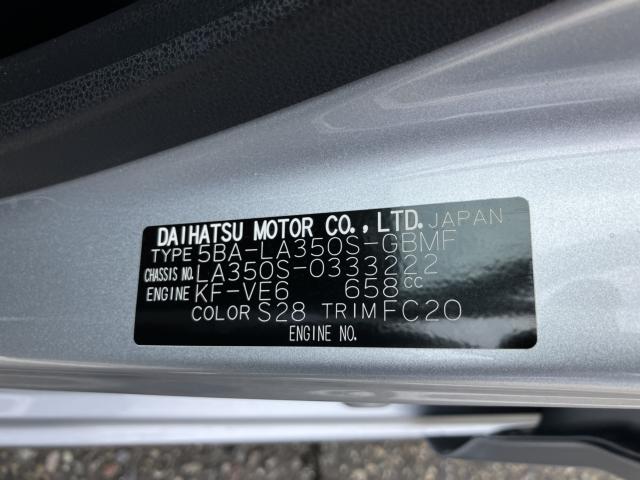 DAIHATSU MOTOR CO., LTD. JAPAN
TYPE 5BA-LA350S-GBMF
CHASSIS NO. LA350S-0333222
ENGINE KF-VE6 658CC
COLOR S28 TRIM FC20
ENGINE NO.